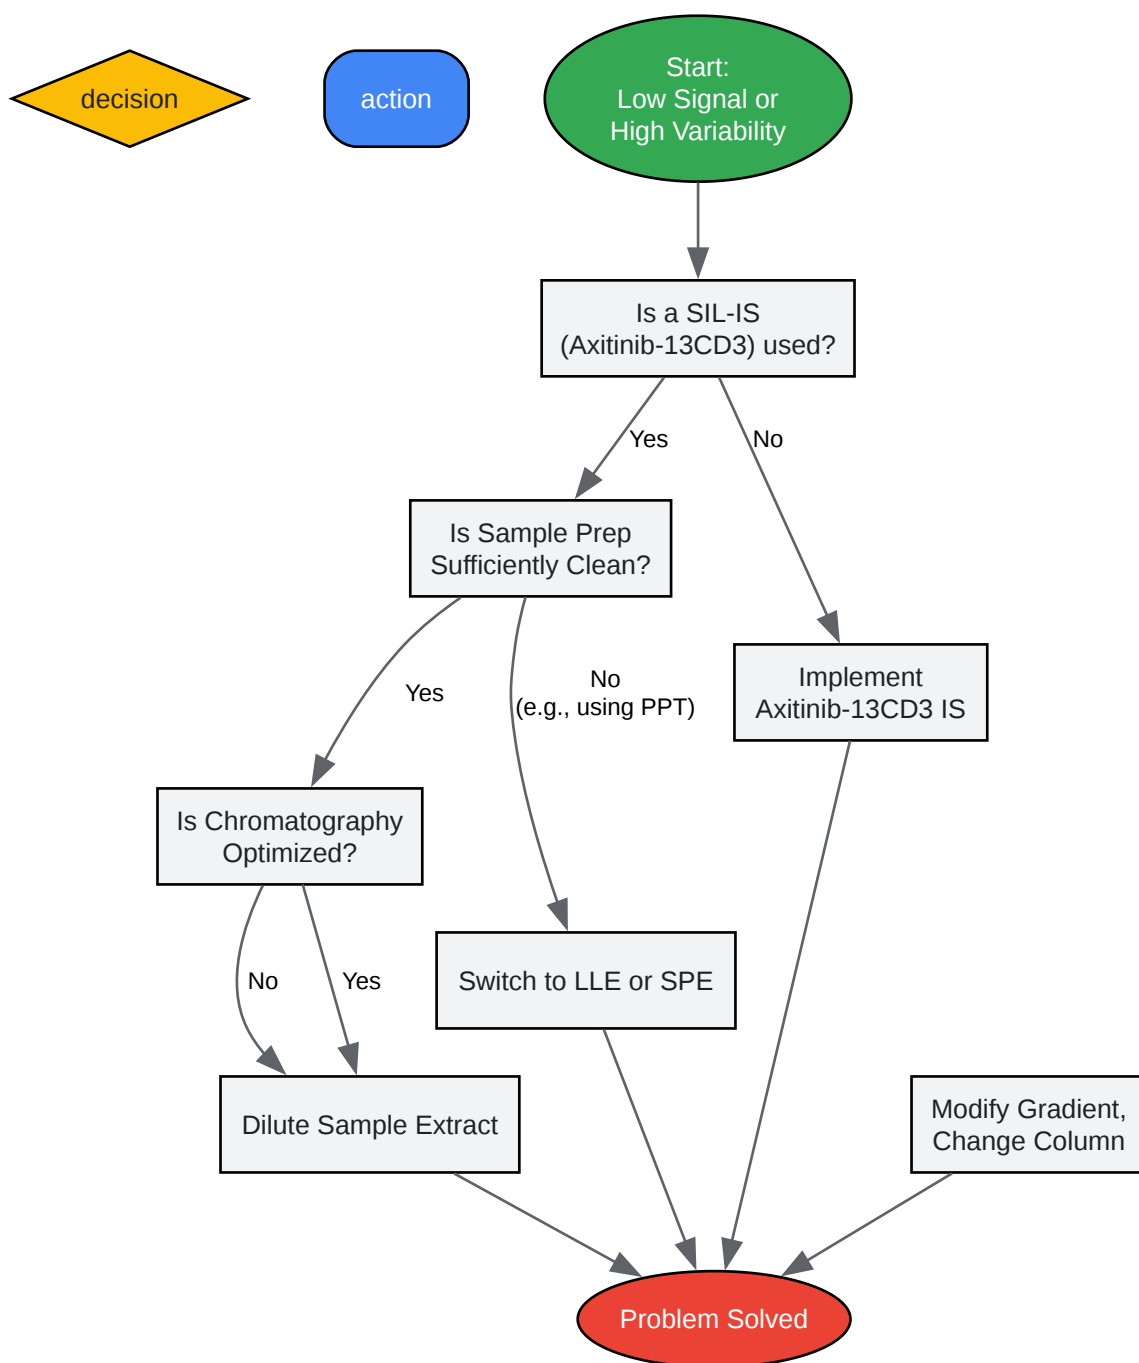 decision
action
Start:
Low Signal or
High Variability
Is a SIL-IS
(Axitinib-13CD3) used?
Yes
No
Is Sample Prep
Sufficiently Clean?
Yes
No
(e.g., using PPT)
Implement
Axitinib-13CD3 IS
Is Chromatography
Optimized?
No
Yes
Switch to LLE or SPE
Dilute Sample Extract
Modify Gradient,
Change Column
Problem Solved